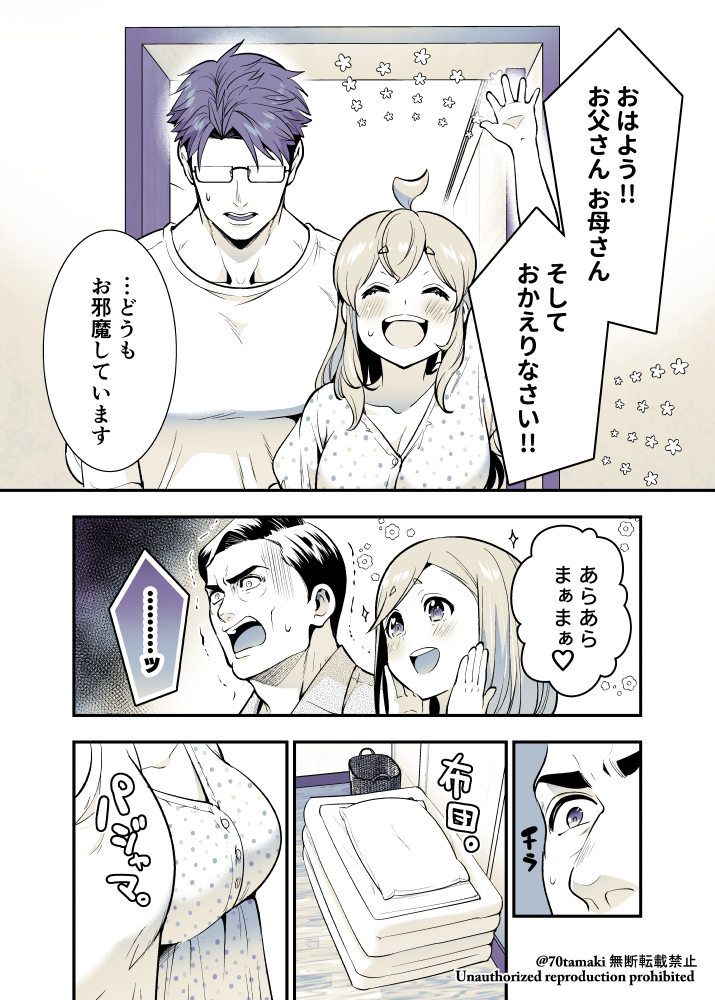 おはよう!!
お父さん お母さん
そして
おかえりなさい!!
…どうも
お邪魔しています
あらあら
まぁまぁ♡
………ッ
チラ
布団。
パジャマ。
@70tamaki 無断転載禁止
Unauthorized reproduction prohibited